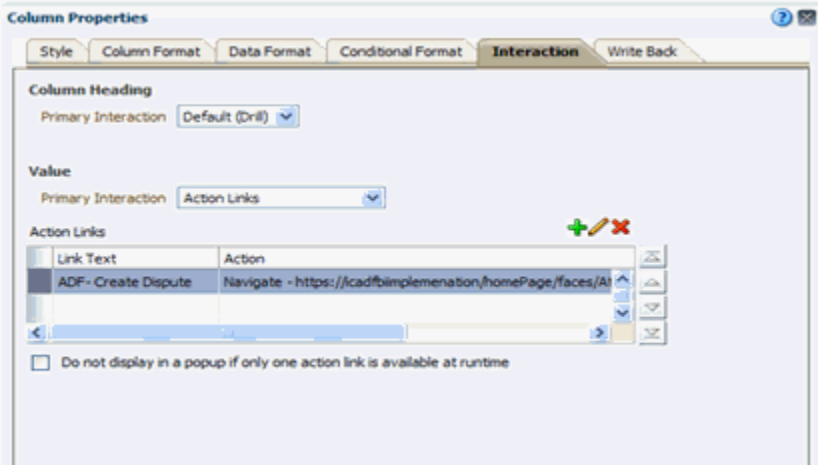 Column Properties
Style Column Format Data Format Conditional Format Interaction Write Back
Column Heading
Primary Interaction Default (Drill)
Value
Primary Interaction Action Links
Action Links
Link Text Action
ADF- Create Dispute Navigate - https://icadfbiimplemenation/homePage/faces/At
Do not display in a popup if only one action link is available at runtime